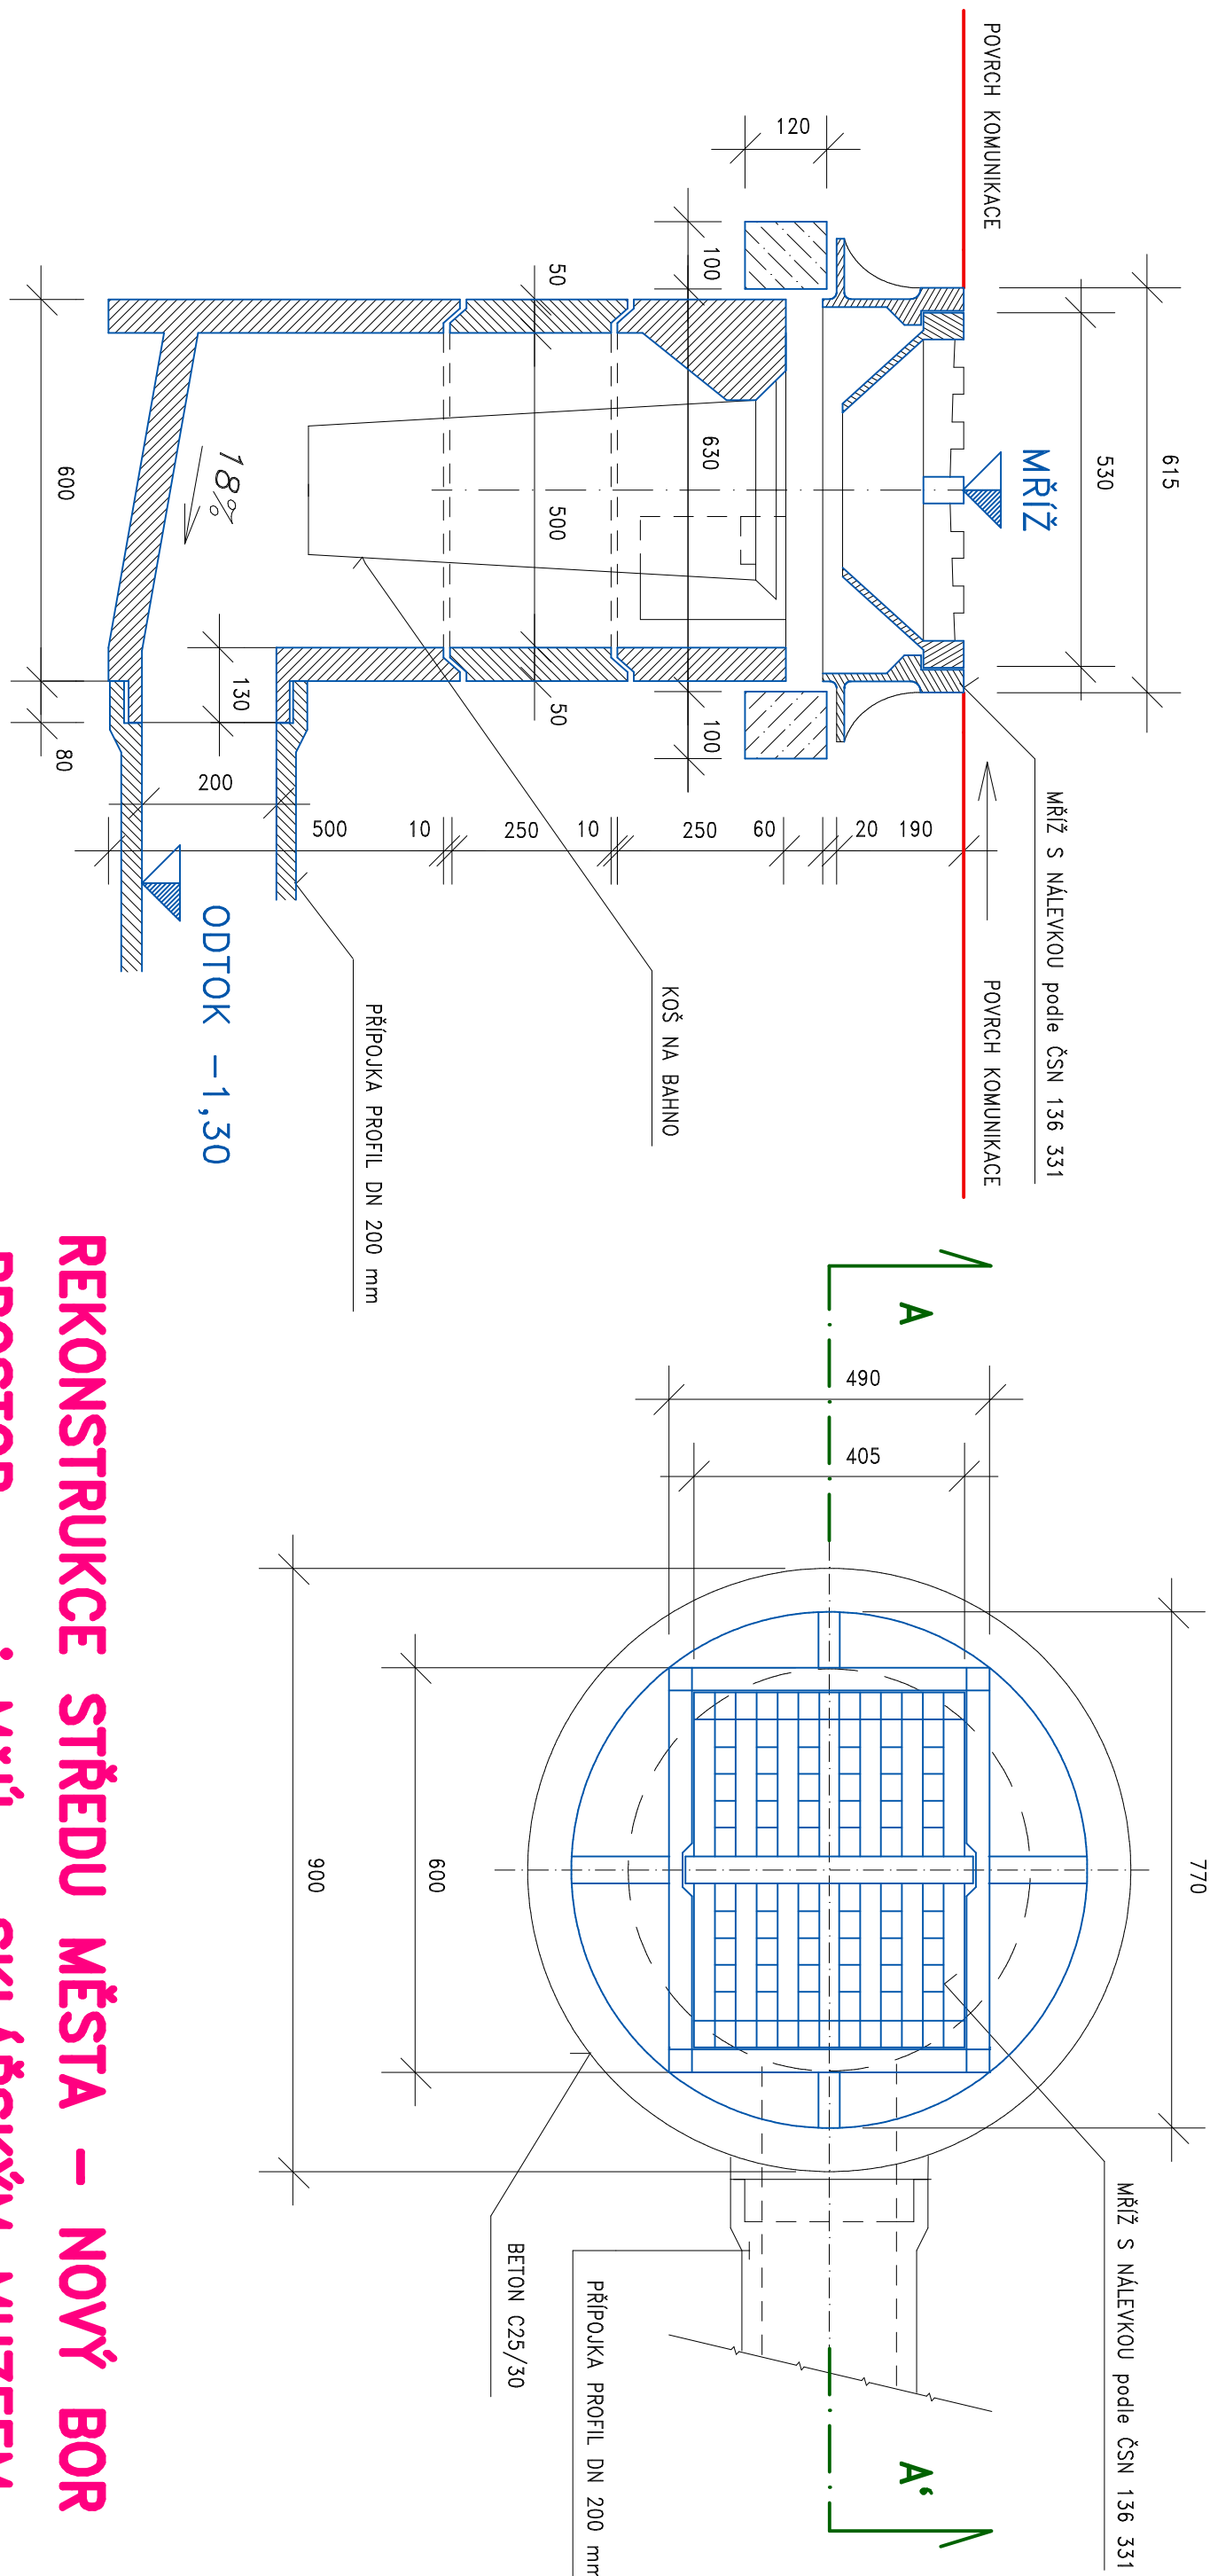 POVRCH KOMUNIKACE
615
530
MŘÍŽ
MŘÍŽ S NÁLEVKOU podle ČSN 136 331
POVRCH KOMUNIKACE
120
100
630
100
50
500
50
190
20
60
250
10
250
10
500
200
130
18%
600
80
KOŠ NA BAHNO
PŘÍPOJKA PROFIL DN 200 mm
ODTOK -1,30
A
A'
490
405
770
600
900
MŘÍŽ S NÁLEVKOU podle ČSN 136 331
PŘÍPOJKA PROFIL DN 200 mm
BETON C25/30
REKONSTRUKCE STŘEDU MĚSTA - NOVÝ BOR